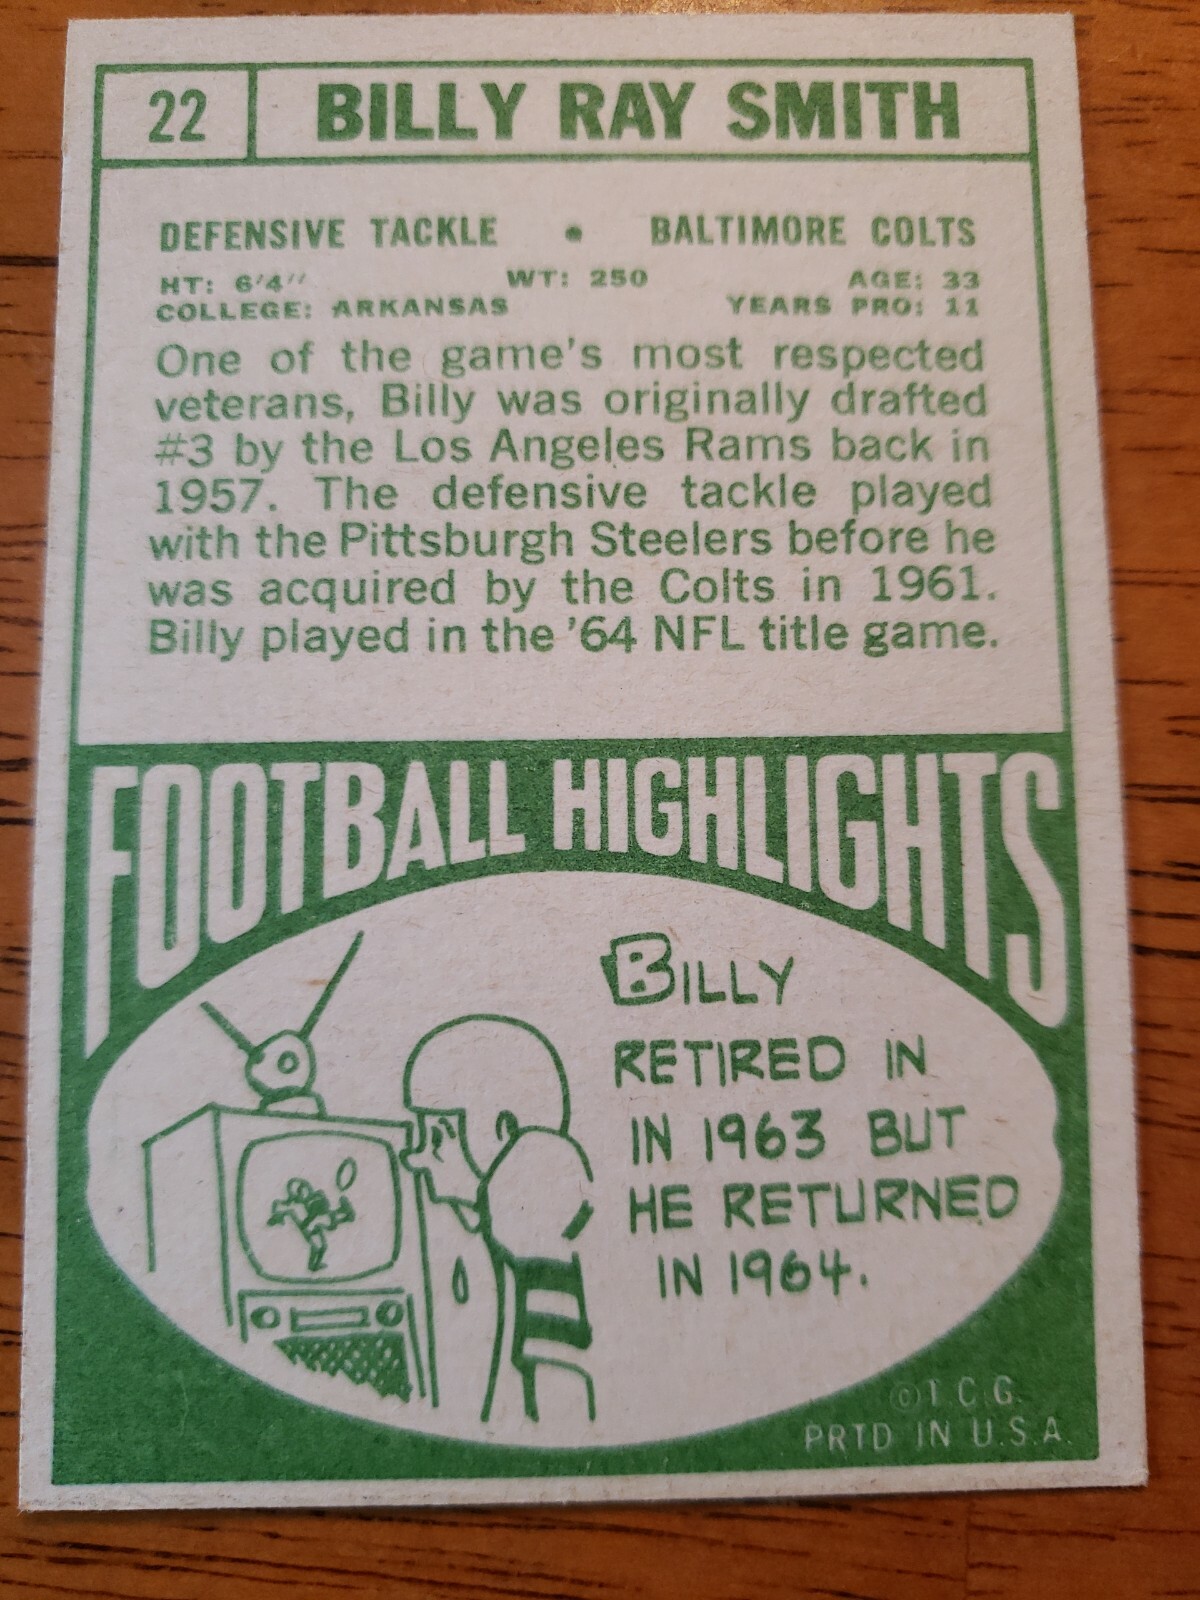 22 BILLY RAY SMITH
DEFENSIVE TACKLE • BALTIMORE COLTS
HT: 6'4" WT: 250 AGE: 33
COLLEGE: ARKANSAS YEARS PRO: 11
One of the game's most respected
veterans, Billy was originally drafted
#3 by the Los Angeles Rams back in
1957. The defensive tackle played
with the Pittsburgh Steelers before he
was acquired by the Colts in 1961.
Billy played in the '64 NFL title game.
FOOTBALL HIGHLIGHTS
BILLY
RETIRED IN
IN 1963 BUT
HE RETURNED
IN 1964.
©T.C.G.
PRTD IN U.S.A.